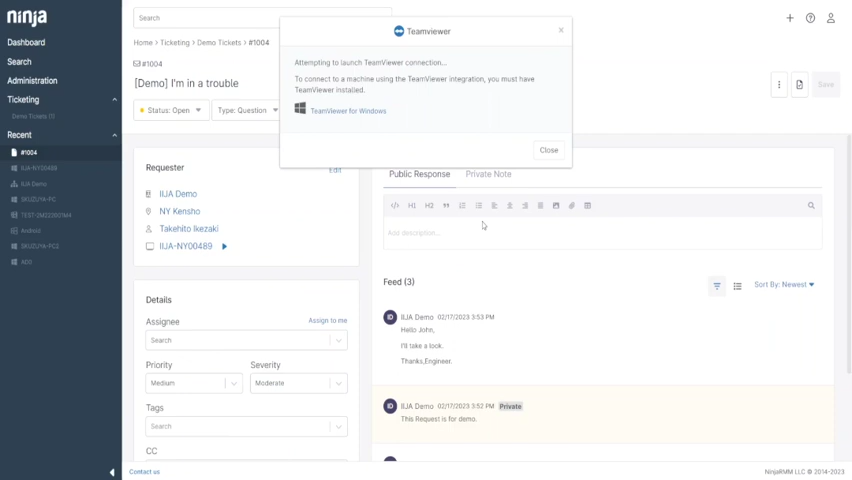 ninja
Dashboard
Search
Administration
Ticketing
Demo Tickets (1)
Recent
#1004
IIJA-NY00489
IIJA Demo
SKUZUYA-PC
Android
SKUZUYA-PC2
ADD
Search
Home > Ticketing > Demo Tickets > #1004
#1004
[Demo] I'm in a trouble
Status: Open
Type: Question
Save
Teamviewer
×
Attempting to launch TeamViewer connection...
To connect to a machine using the TeamViewer integration, you must have
TeamViewer installed.
TeamViewer for Windows
Close
Requester
Edit
IIJA Demo
NY Kensho
Takehito Ikezaki
IIJA-NY00489
Details
Assignee
Assign to me
Search
Priority
Severity
Medium
Moderate
Tags
Search
CC
Public Response
Private Note
</> H1 H2
Add description...
Feed (3)
Sort By: Newest
ID
IIJA Demo 02/17/2023 3:53 PM
Hello John,
I'll take a look.
Thanks,Engineer.
ID
IIJA Demo 02/17/2023 3:52 PM Private
This Request is for demo.
Contact us
NinjaRMM LLC © 2014-2023